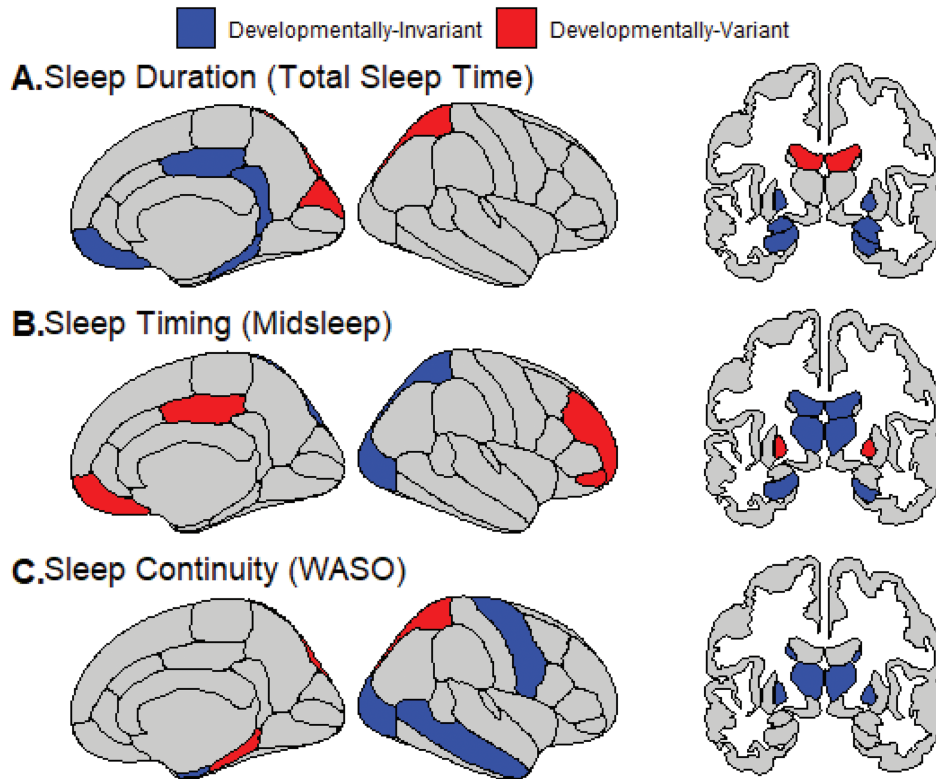 Developmentally-Invariant Developmentally-Variant
A. Sleep Duration (Total Sleep Time)
B. Sleep Timing (Midsleep)
C. Sleep Continuity (WASO)